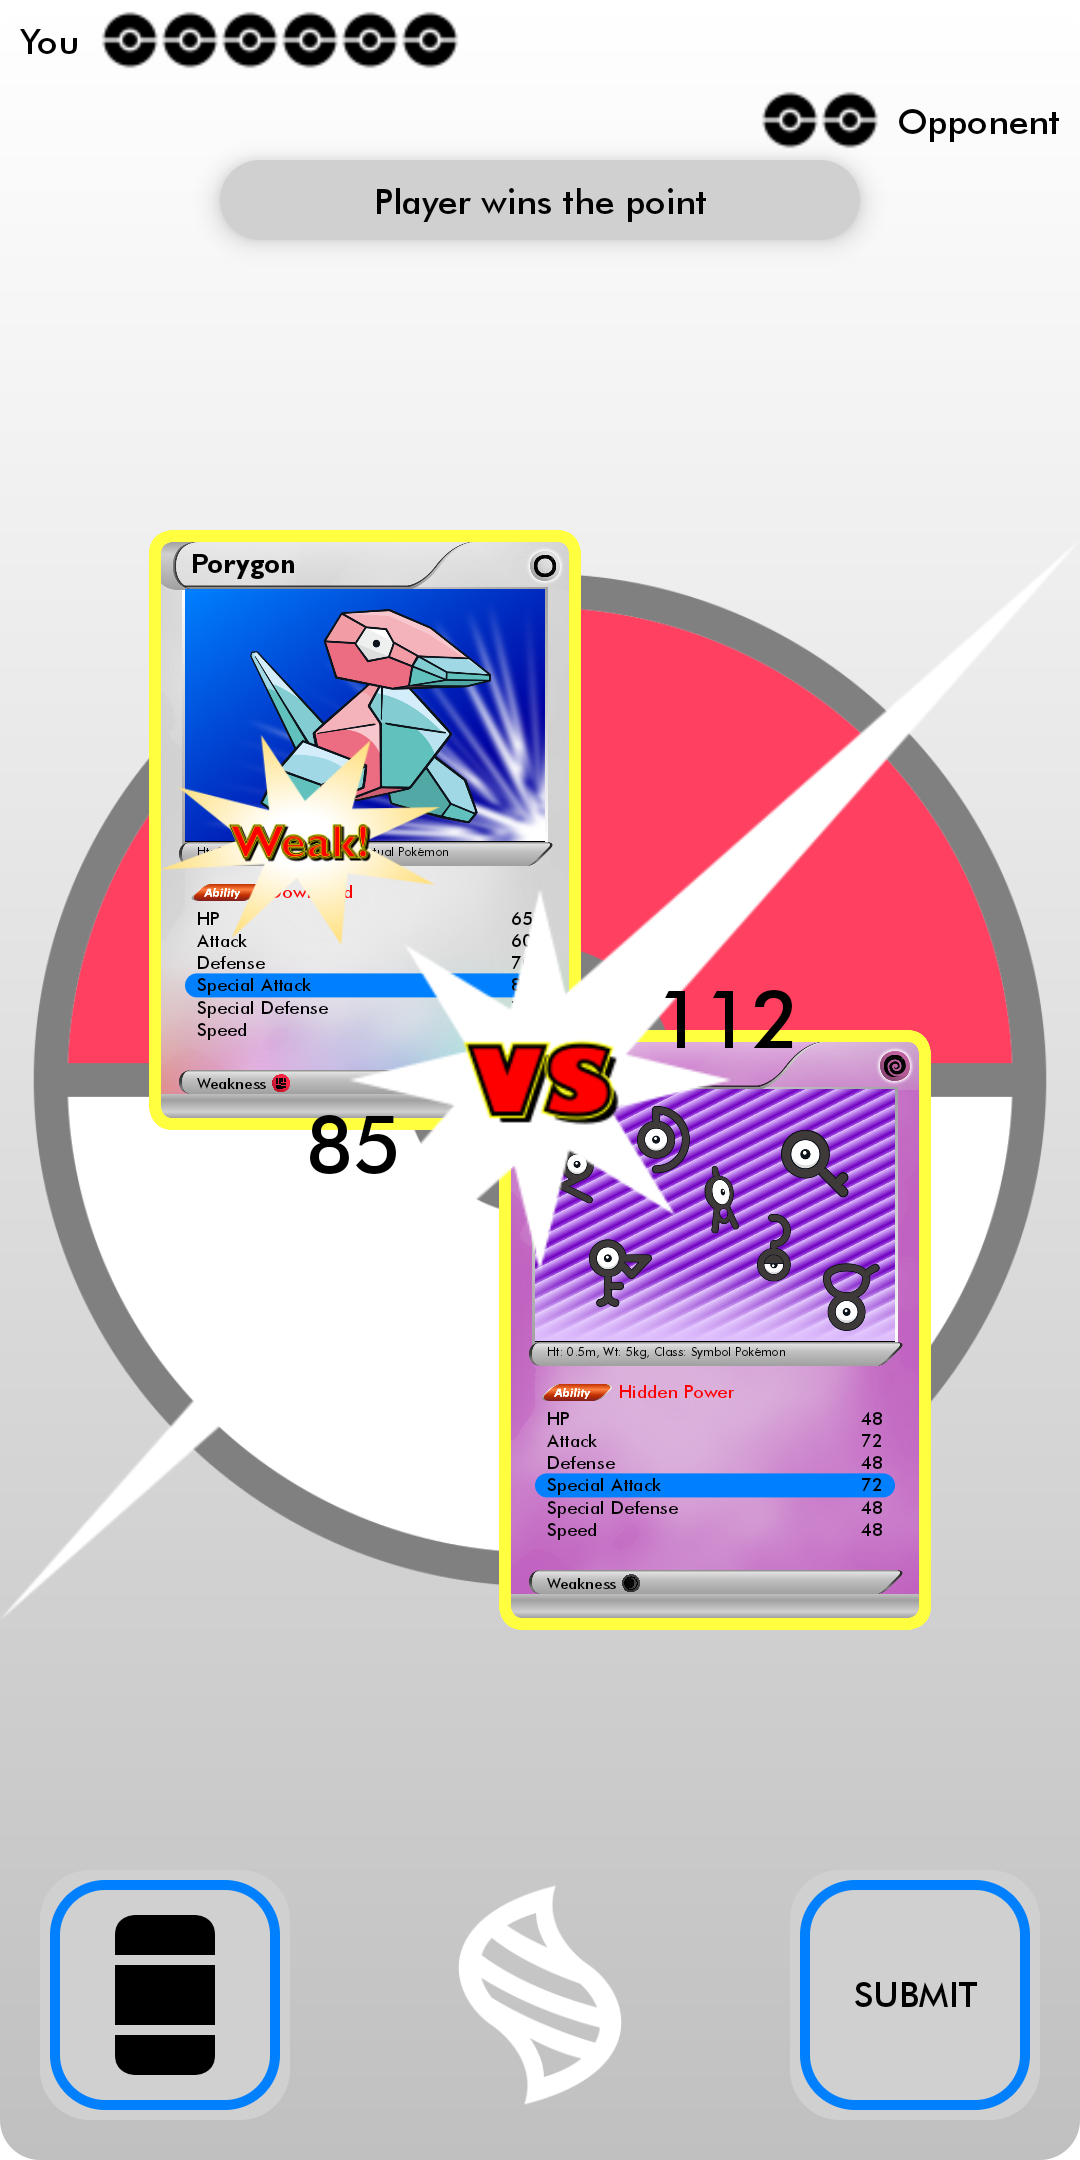 You
Opponent
Player wins the point
Porygon
Weak!
Ability
HP 65
Attack
Defense
Special Attack
Special Defense
Speed
Weakness
85
VS
112
Ht: 0.5m, Wt: 5kg, Class: Symbol Pokémon
Ability Hidden Power
HP 48
Attack 72
Defense 48
Special Attack 72
Special Defense 48
Speed 48
Weakness
SUBMIT